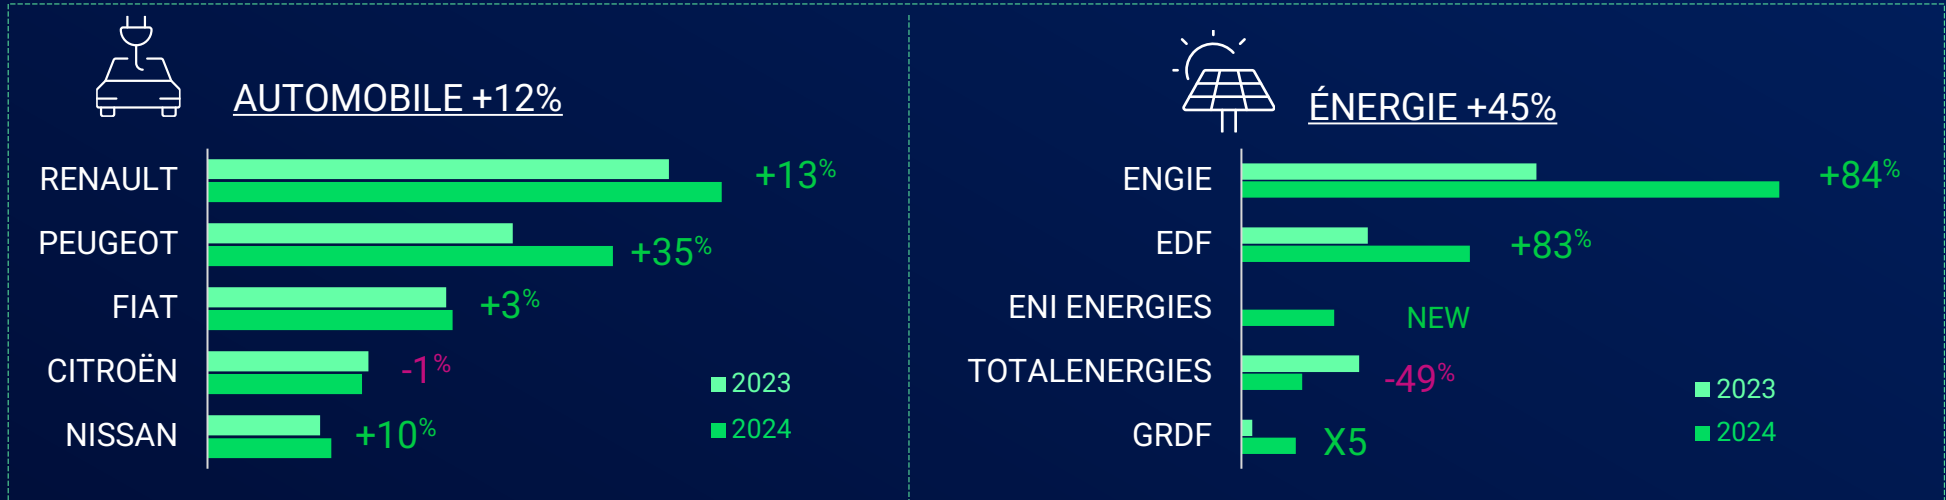 AUTOMOBILE +12%
RENAULT +13%
PEUGEOT +35%
FIAT +3%
CITROËN -1%
NISSAN +10%
2023
2024
ÉNERGIE +45%
ENGIE +84%
EDF +83%
ENI ENERGIES NEW
TOTALENERGIES -49%
GRDF X5
2023
2024